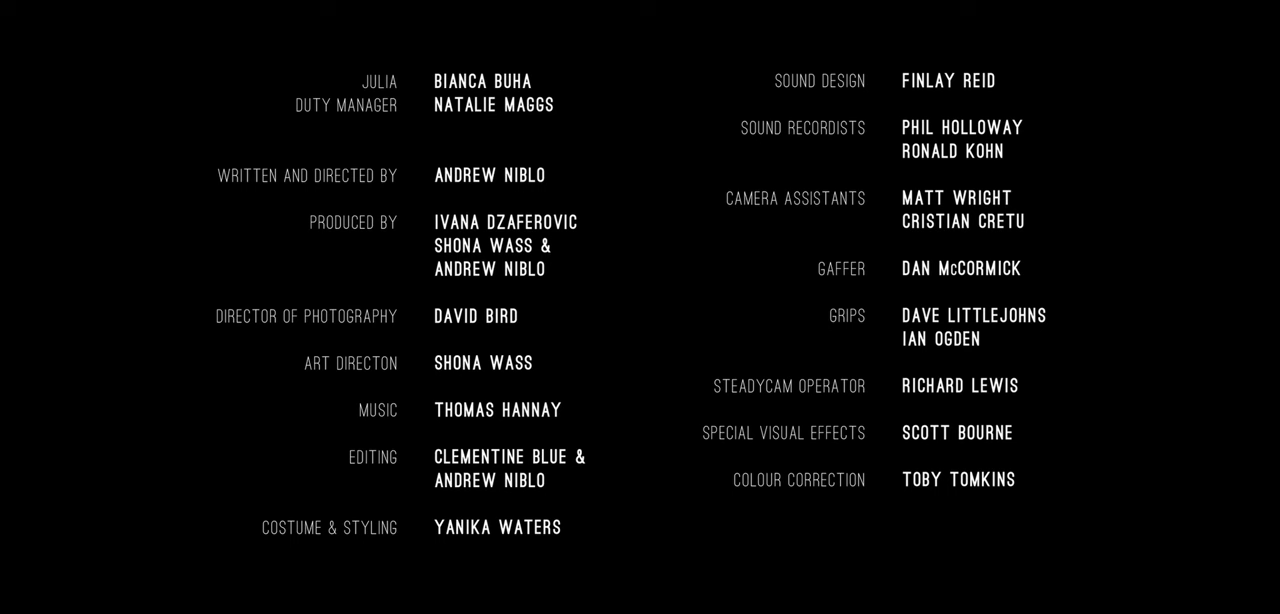 JULIA BIANCA BUHA
DUTY MANAGER NATALIE MAGGS
WRITTEN AND DIRECTED BY ANDREW NIBLO
PRODUCED BY IVANA DZAFEROVIC
SHONA WASS &
ANDREW NIBLO
DIRECTOR OF PHOTOGRAPHY DAVID BIRD
ART DIRECTON SHONA WASS
MUSIC THOMAS HANNAY
EDITING CLEMENTINE BLUE &
ANDREW NIBLO
COSTUME & STYLING YANIKA WATERS
SOUND DESIGN FINLAY REID
SOUND RECORDISTS PHIL HOLLOWAY
RONALD KOHN
CAMERA ASSISTANTS MATT WRIGHT
CRISTIAN CRETU
GAFFER DAN McCORMICK
GRIPS DAVE LITTLEJOHNS
IAN OGDEN
STEADYCAM OPERATOR RICHARD LEWIS
SPECIAL VISUAL EFFECTS SCOTT BOURNE
COLOUR CORRECTION TOBY TOMKINS